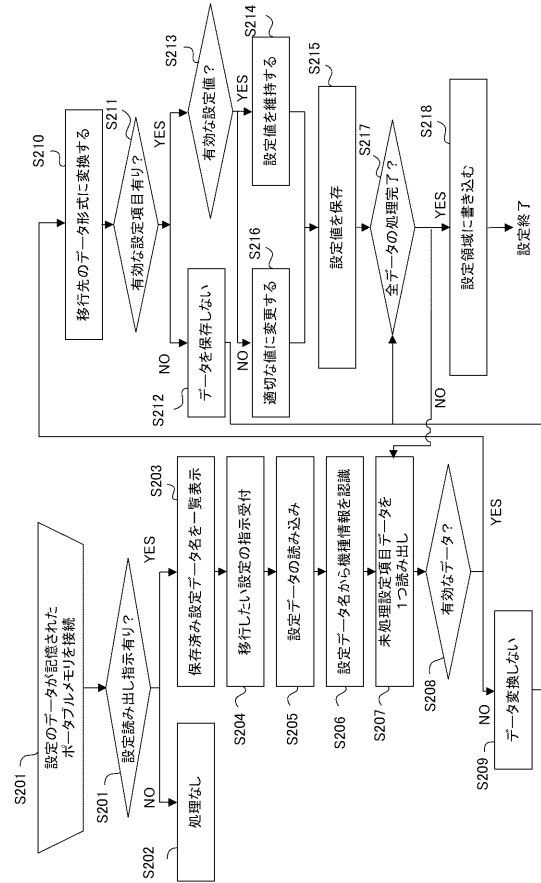 S201
設定のデータが記憶された
ポータブルメモリを接続
S201
設定読み出し指示有り？
NO
YES
S202
処理なし
S203
保存済み設定データ名を一覧表示
S204
移行したい設定の指示受付
S205
設定データの読み込み
S206
設定データ名から機種情報を認識
S207
未処理設定項目データを
1つ読み出し
S208
有効なデータ？
NO
YES
S209
データ変換しない
S210
移行先のデータ形式に変換する
S211
有効な設定項目有り？
NO
YES
S212
データを保存しない
S213
有効な設定値？
NO
YES
S214
設定値を維持する
S216
適切な値に変更する
S215
設定値を保存
S217
全データの処理完了？
NO
YES
S218
設定領域に書き込む
設定終了